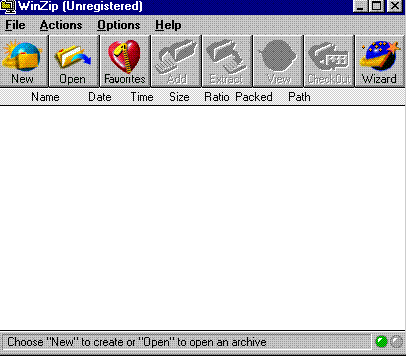 WinZip (Unregistered)
File Actions Options Help
New Open Favorites Add Extract View CheckOut Wizard
Name Date Time Size Ratio Packed Path
Choose "New" to create or "Open" to open an archive